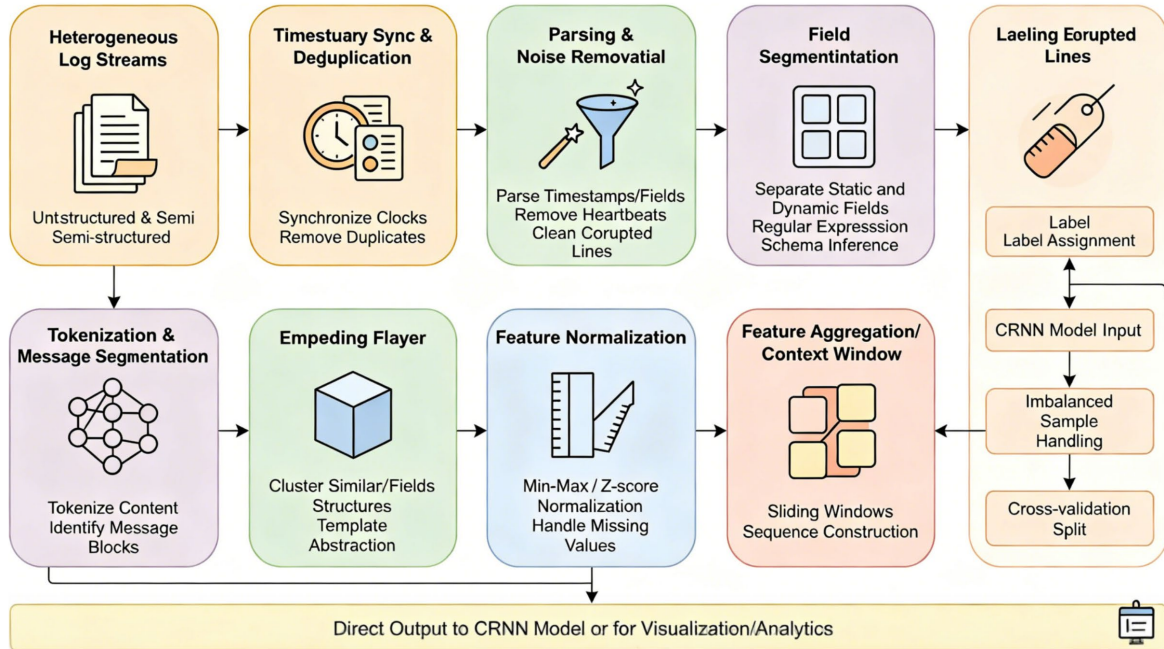 Heterogeneous
Log Streams
Untstructured & Semi
Semi-structured
Timestuary Sync &
Deduplication
Synchronize Clocks
Remove Duplicates
Parsing &
Noise Removatial
Parse Timestamps/Fields
Remove Heartbeats
Clean Corupted
Lines
Field
Segmentintation
Separate Static and
Dynamic Fields
Regular Expresssion
Schema Inference
Laeling Eorupted
Lines
Label
Label Assignment
CRNN Model Input
Imbalanced
Sample
Handling
Cross-validation
Split
Tokenization &
Message Segmentation
Tokenize Content
Identify Message
Blocks
Empeding Flayer
Cluster Similar/Fields
Structures
Template
Abstraction
Feature Normalization
Min-Max / Z-score
Normalization
Handle Missing
Values
Feature Aggregation/
Context Window
Sliding Windows
Sequence Construction
Direct Output to CRNN Model or for Visualization/Analytics